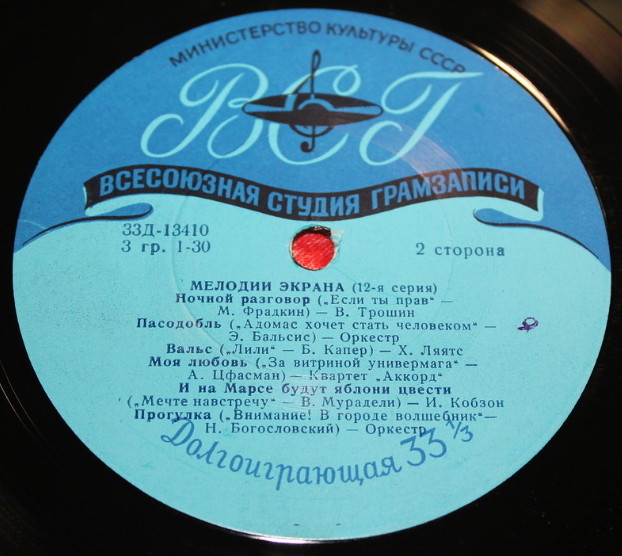 МИНИСТЕРСТВО КУЛЬТУРЫ СССР
ВСГ
ВСЕСОЮЗНАЯ СТУДИЯ ГРАМЗАПИСИ
33Д-13410
3 гр. 1-30
2 сторона
МЕЛОДИИ ЭКРАНА (12-я серия)
Ночной разговор („Если ты прав“ —
М. Фрадкин) — В. Трошин
Пасодобль („Адомас хочет стать человеком“ —
Э. Бальсис) — Оркестр
Вальс („Лили“ — Б. Капер) — Х. Ляятс
Моя любовь („За витриной универмага“ —
А. Цфасман) — Квартет „Аккорд“
И на Марсе будут яблони цвести
(„Мечте навстречу“ — В. Мурадели) — И. Кобзон
Прогулка („Внимание! В городе волшебник“ —
Н. Богословский) — Оркестр
Долгоиграющая 33 1/3